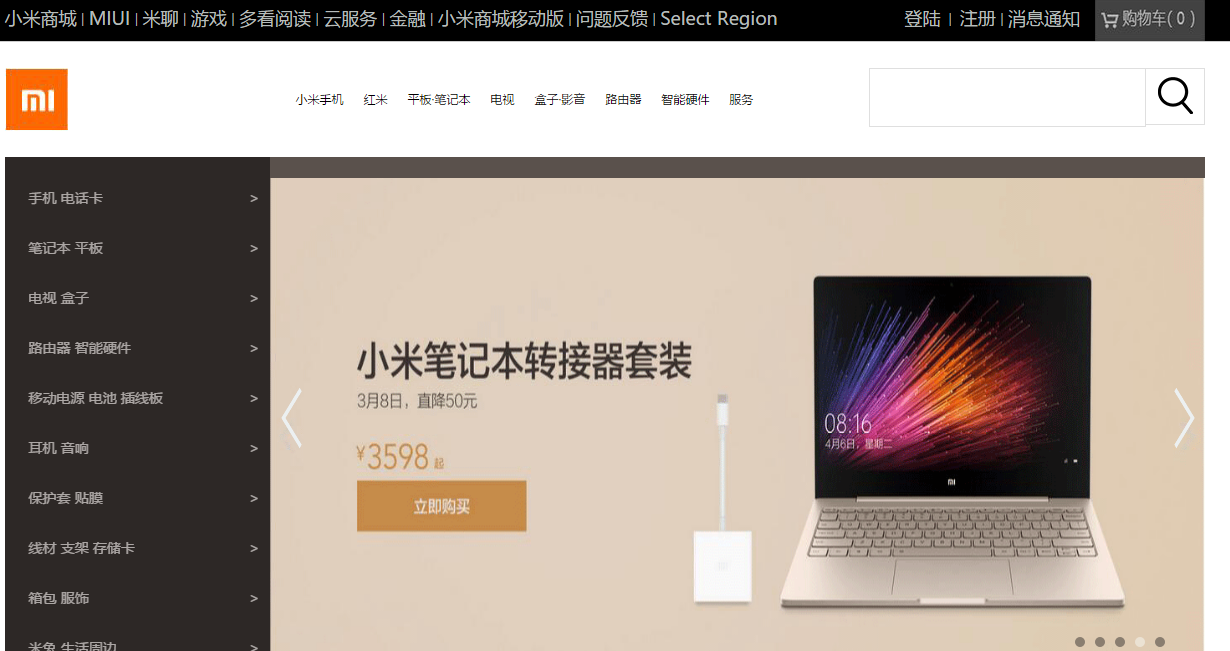 小米商城 | MIUI | 米聊 | 游戏 | 多看阅读 | 云服务 | 金融 | 小米商城移动版 | 问题反馈 | Select Region
登陆 | 注册 | 消息通知
购物车( 0 )
mi
小米手机 红米 平板·笔记本 电视 盒子·影音 路由器 智能硬件 服务
手机 电话卡 >
笔记本 平板 >
电视 盒子 >
路由器 智能硬件 >
移动电源 电池 插线板 >
耳机 音响 >
保护套 贴膜 >
线材 支架 存储卡 >
箱包 服饰 >
米兔 生活周边 >
小米笔记本转接器套装
3月8日，直降50元
¥3598 起
立即购买
08:16
4月6日，星期二
mi